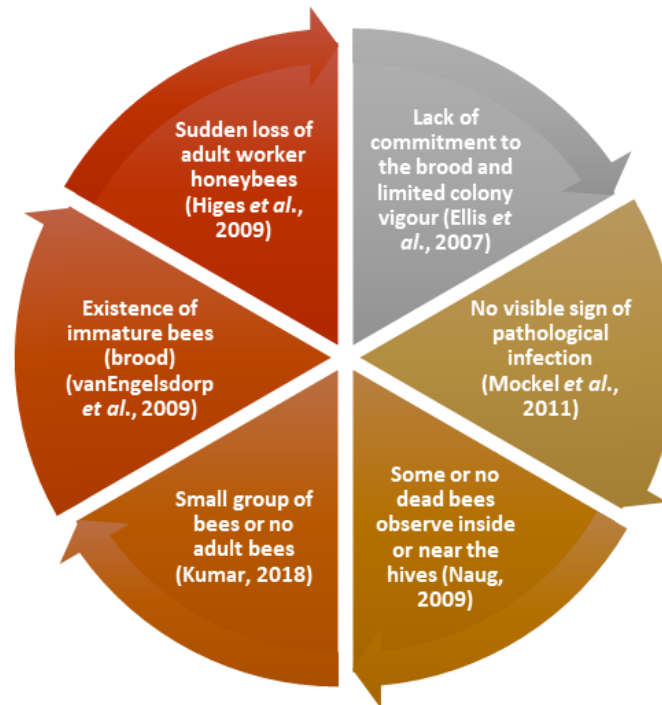 Sudden loss of
adult worker
honeybees
(Higes et al.,
2009)
Lack of
commitment to
the brood and
limited colony
vigour (Ellis et
al., 2007)
No visible sign of
pathological
infection
(Mockel et al.,
2011)
Some or no
dead bees
observe inside
or near the
hives (Naug,
2009)
Small group of
bees or no
adult bees
(Kumar, 2018)
Existence of
immature bees
(brood)
(vanEngelsdorp
et al., 2009)